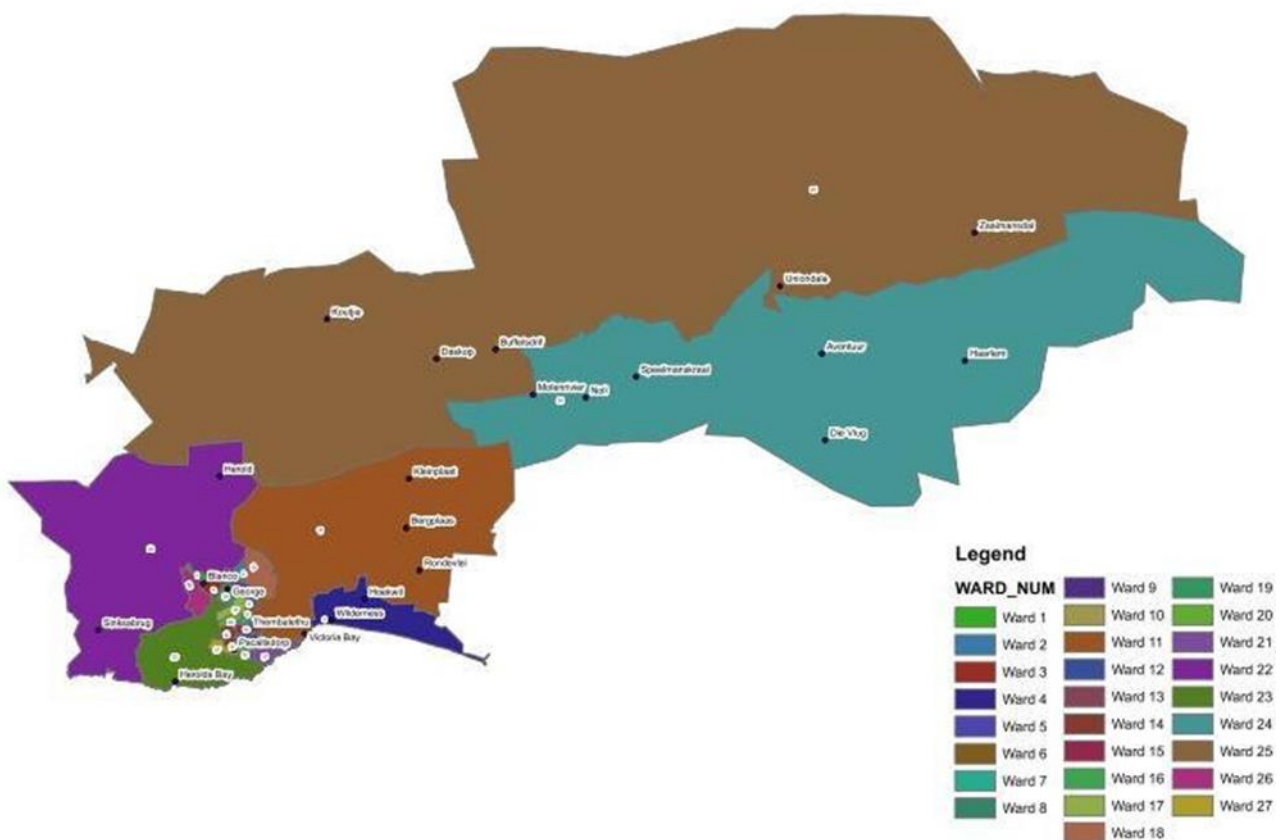 Zaaimansdal
Uniondale
Koutjie
Daskop
Buffelsdrif
Avontuur
Haarlem
Speelmanskraal
Molenrivier
Noll
Die Vlug
Herold
Kleinplaat
Bergplaas
Rondevlei
Blanco
George
Hoekwil
Wilderness
Thembalethu
Sinksabrug
Pacaltsdorp
Victoria Bay
Herolds Bay
Legend
WARD_NUM
Ward 1
Ward 2
Ward 3
Ward 4
Ward 5
Ward 6
Ward 7
Ward 8
Ward 9
Ward 10
Ward 11
Ward 12
Ward 13
Ward 14
Ward 15
Ward 16
Ward 17
Ward 18
Ward 19
Ward 20
Ward 21
Ward 22
Ward 23
Ward 24
Ward 25
Ward 26
Ward 27